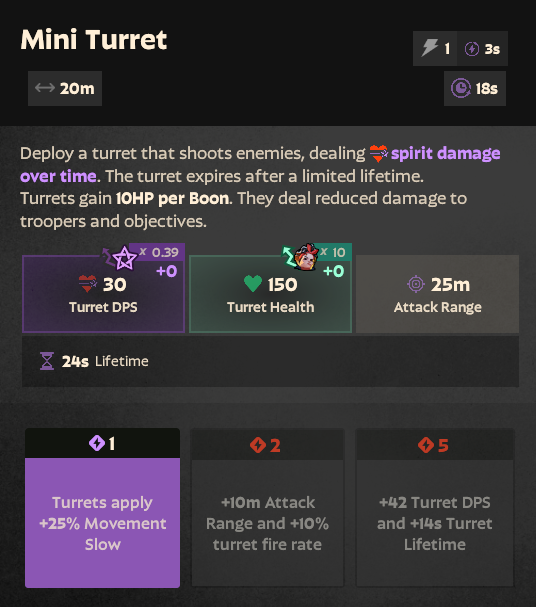 Mini Turret
1 3s
20m 18s
Deploy a turret that shoots enemies, dealing spirit damage
over time. The turret expires after a limited lifetime.
Turrets gain 10HP per Boon. They deal reduced damage to
troopers and objectives.
x 0.39
+0
30
Turret DPS
x 10
+0
150
Turret Health
25m
Attack Range
24s Lifetime
1
Turrets apply
+25% Movement
Slow
2
+10m Attack
Range and +10%
turret fire rate
5
+42 Turret DPS
and +14s Turret
Lifetime